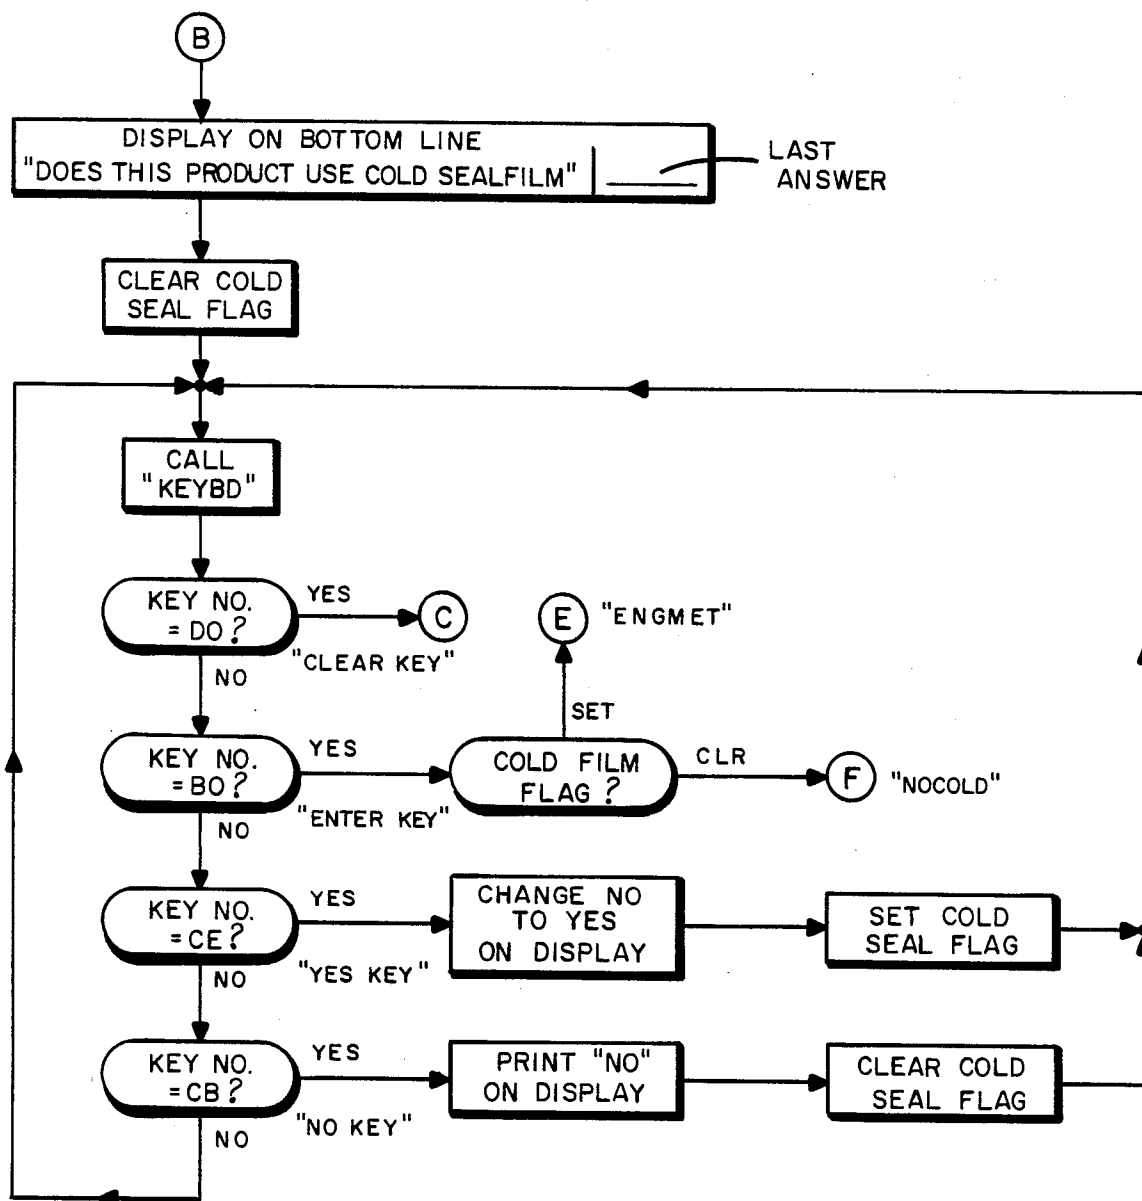 B
DISPLAY ON BOTTOM LINE
"DOES THIS PRODUCT USE COLD SEALFILM"
LAST
ANSWER
CLEAR COLD
SEAL FLAG
CALL
"KEYBD"
KEY NO.
= DO?
YES
"CLEAR KEY"
C
NO
E
"ENGMET"
SET
KEY NO.
=BO?
YES
"ENTER KEY"
COLD FILM
FLAG?
CLR
F
"NOCOLD"
NO
KEY NO.
=CE?
YES
"YES KEY"
CHANGE NO
TO YES
ON DISPLAY
SET COLD
SEAL FLAG
NO
KEY NO.
=CB?
YES
"NO KEY"
PRINT "NO"
ON DISPLAY
CLEAR COLD
SEAL FLAG
NO